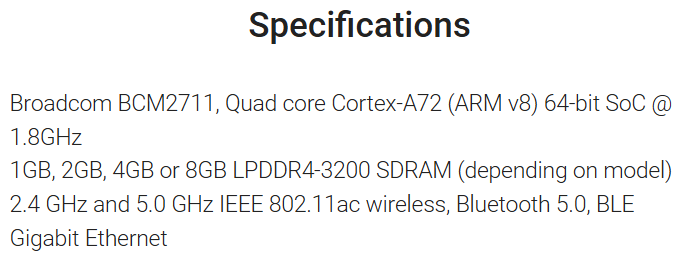 Specifications
Broadcom BCM2711, Quad core Cortex-A72 (ARM v8) 64-bit SoC @
1.8GHz
1GB, 2GB, 4GB or 8GB LPDDR4-3200 SDRAM (depending on model)
2.4 GHz and 5.0 GHz IEEE 802.11ac wireless, Bluetooth 5.0, BLE
Gigabit Ethernet